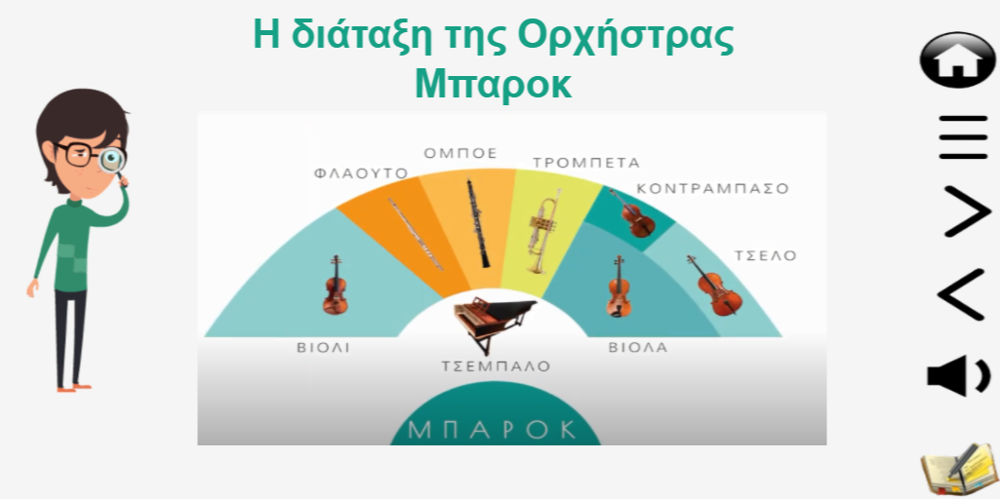 Η διάταξη της Ορχήστρας
Μπαροκ
ΟΜΠΟΕ
ΤΡΟΜΠΕΤΑ
ΦΛΑΟΥΤΟ
ΚΟΝΤΡΑΜΠΑΣΟ
ΤΣΕΛΟ
ΒΙΟΛΙ
ΒΙΟΛΑ
ΤΣΕΜΠΑΛΟ
ΜΠΑΡΟΚ